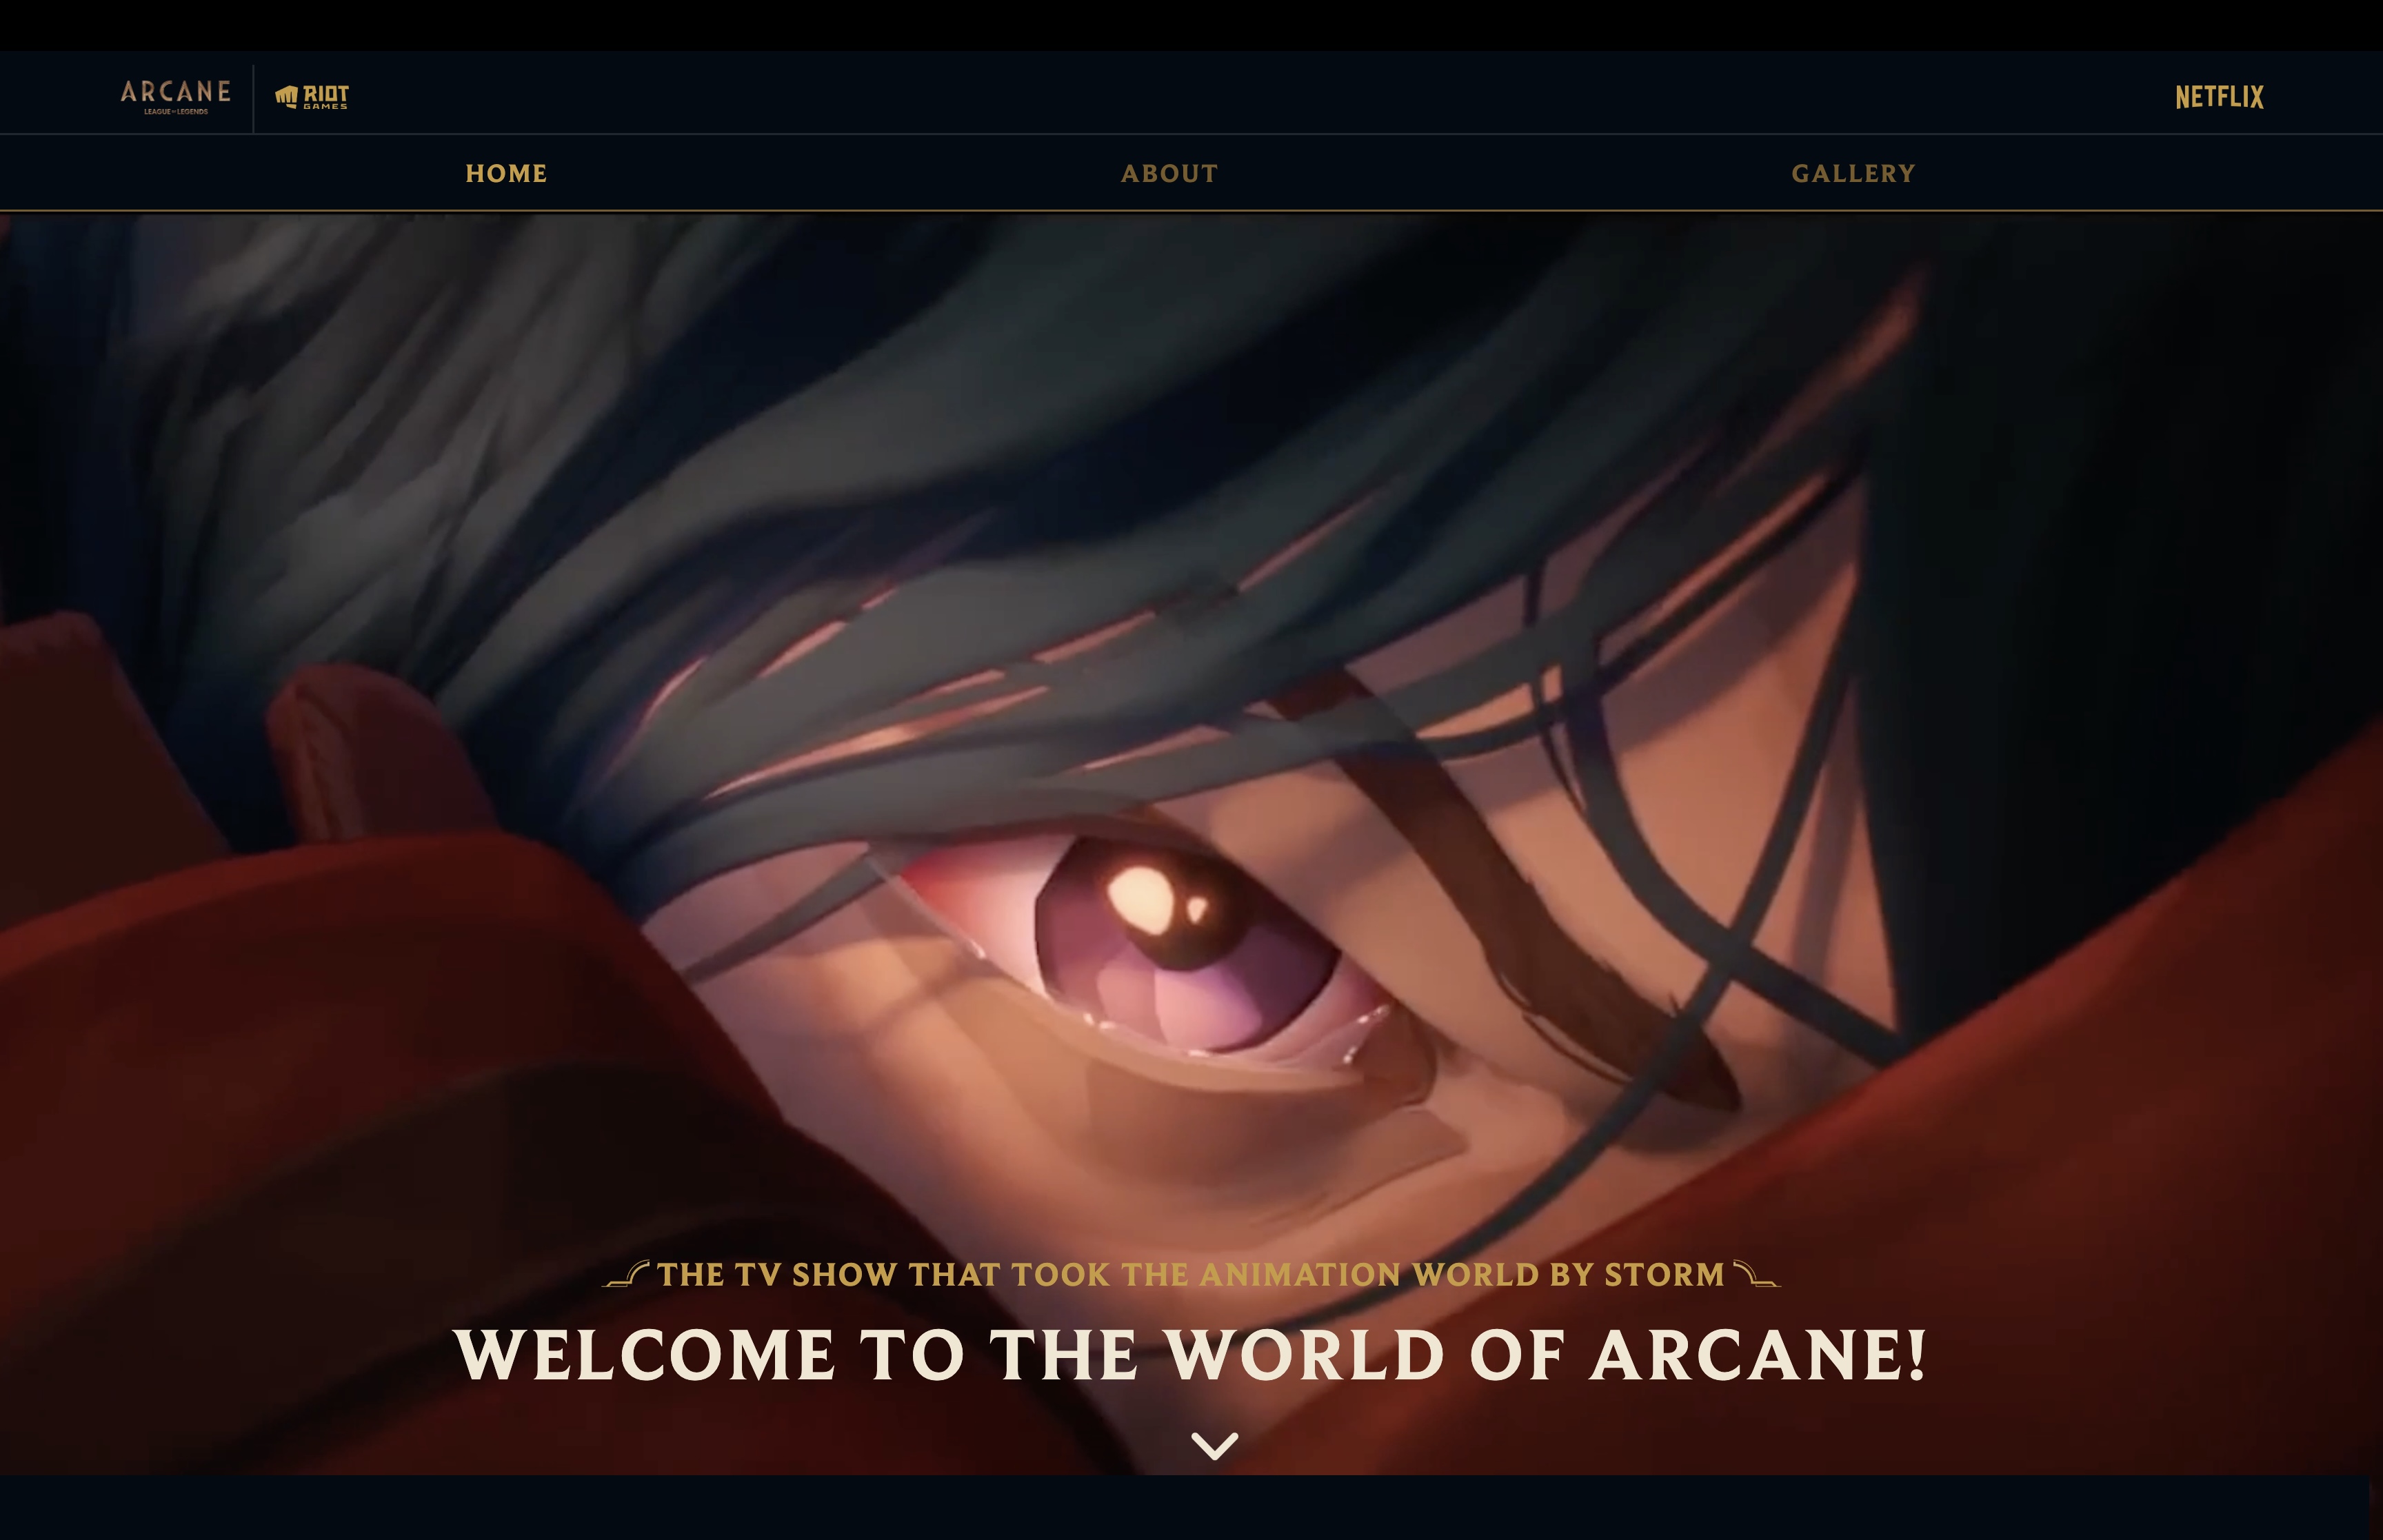 ARCANE
LEAGUE OF LEGENDS
RIOT
GAMES
NETFLIX
HOME ABOUT GALLERY
THE TV SHOW THAT TOOK THE ANIMATION WORLD BY STORM
WELCOME TO THE WORLD OF ARCANE!